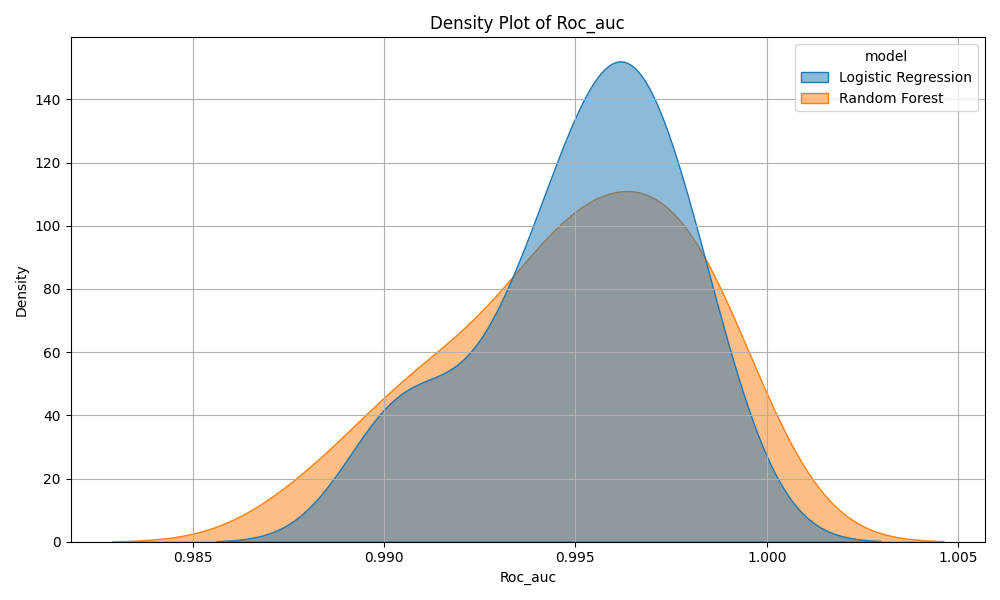 Density Plot of Roc_auc
model
Logistic Regression
Random Forest
Density
140
120
100
80
60
40
20
0
0.985
0.990
0.995
1.000
1.005
Roc_auc